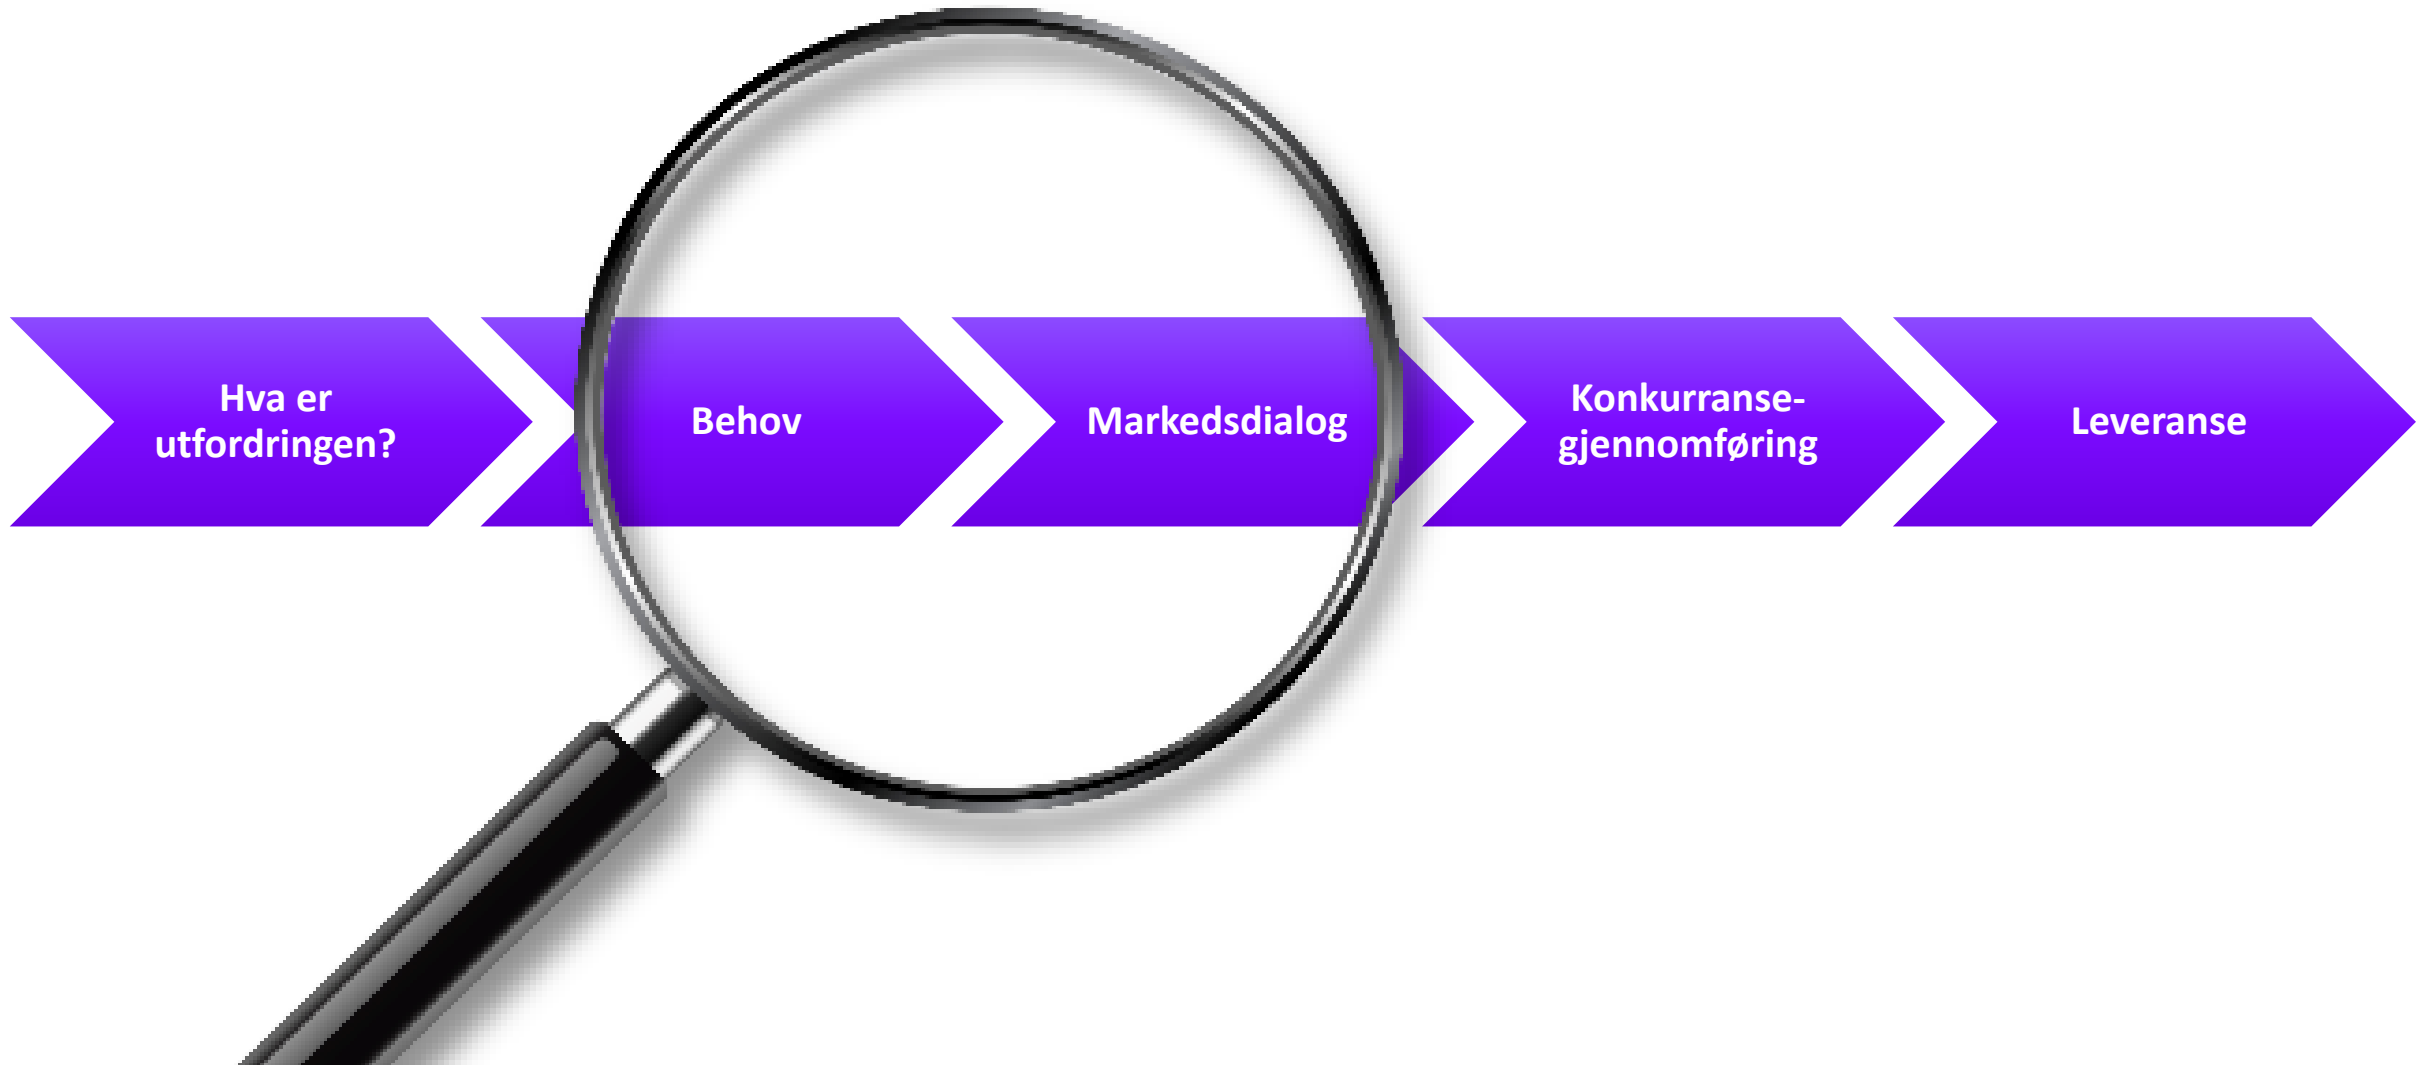 Hva er
utfordringen?
Behov
Markedsdialog
Konkurranse-
gjennomføring
Leveranse